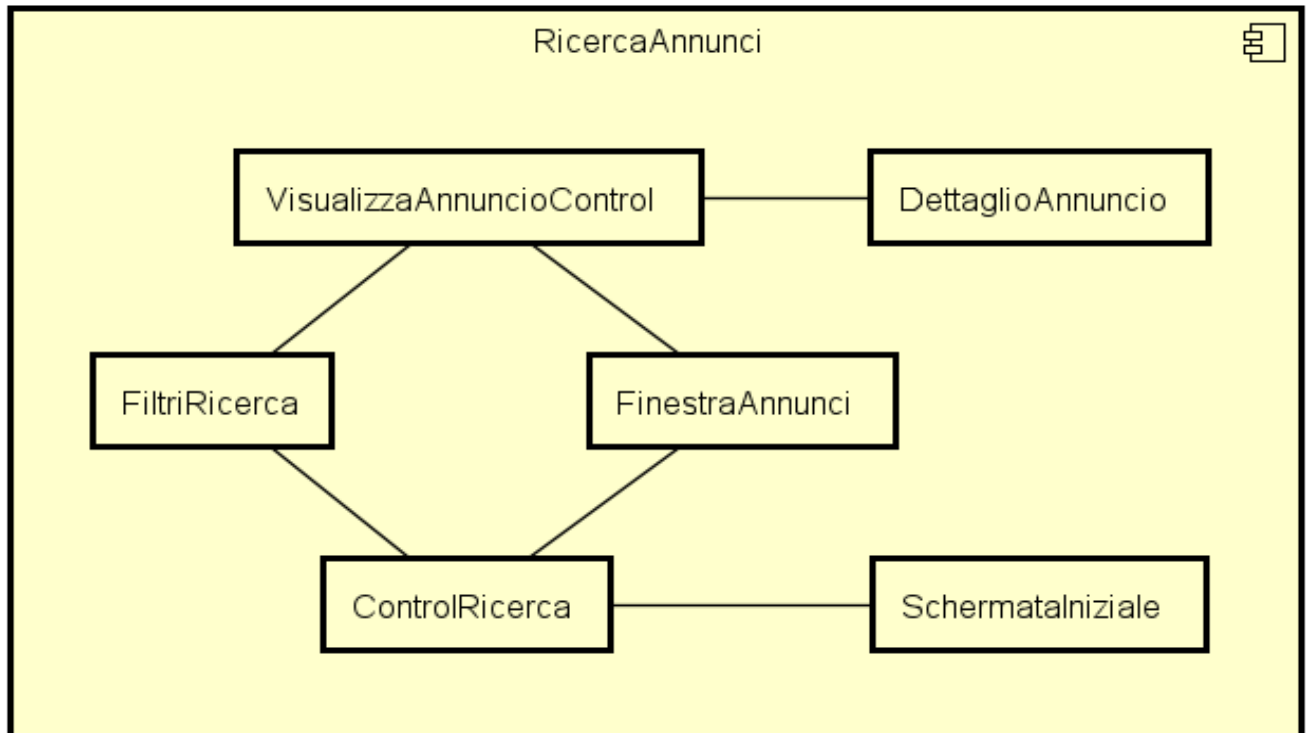 RicercaAnnunci
VisualizzaAnnuncioControl
DettaglioAnnuncio
FiltriRicerca
FinestraAnnunci
ControlRicerca
SchermataIniziale